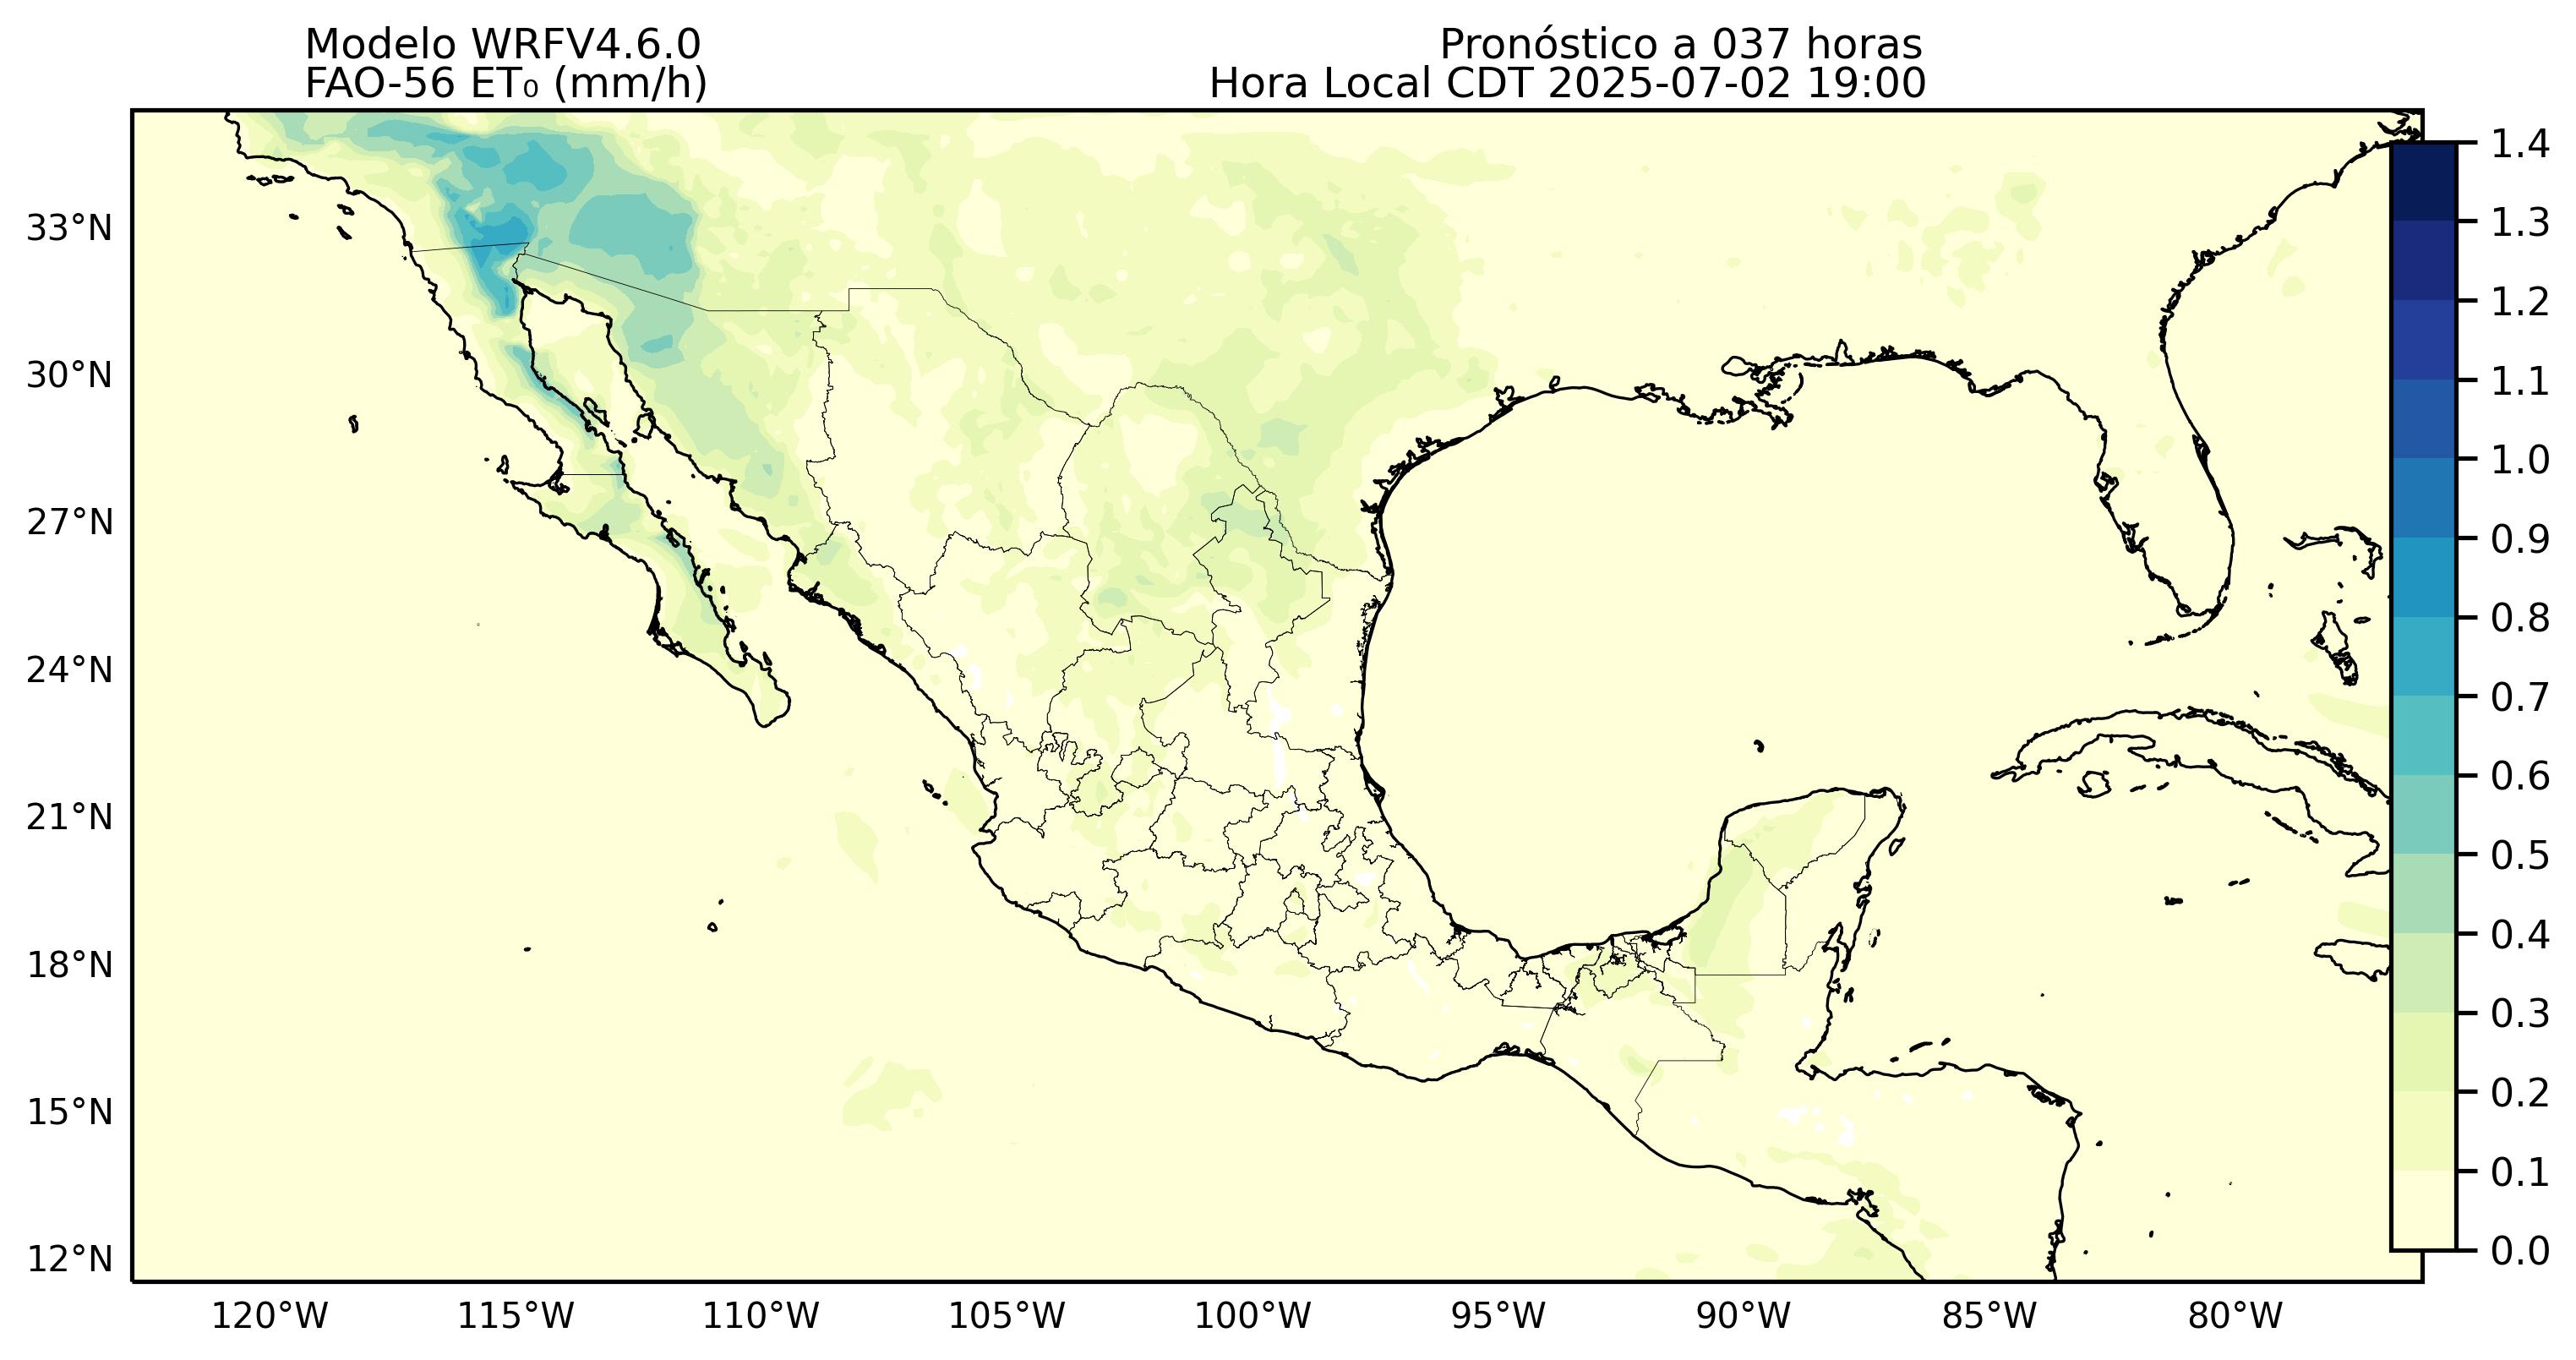 Modelo WRFV4.6.0
FAO-56 ET₀ (mm/h)
Pronóstico a 037 horas
Hora Local CDT 2025-07-02 19:00
33°N
30°N
27°N
24°N
21°N
18°N
15°N
12°N
120°W
115°W
110°W
105°W
100°W
95°W
90°W
85°W
80°W
1.4
1.3
1.2
1.1
1.0
0.9
0.8
0.7
0.6
0.5
0.4
0.3
0.2
0.1
0.0